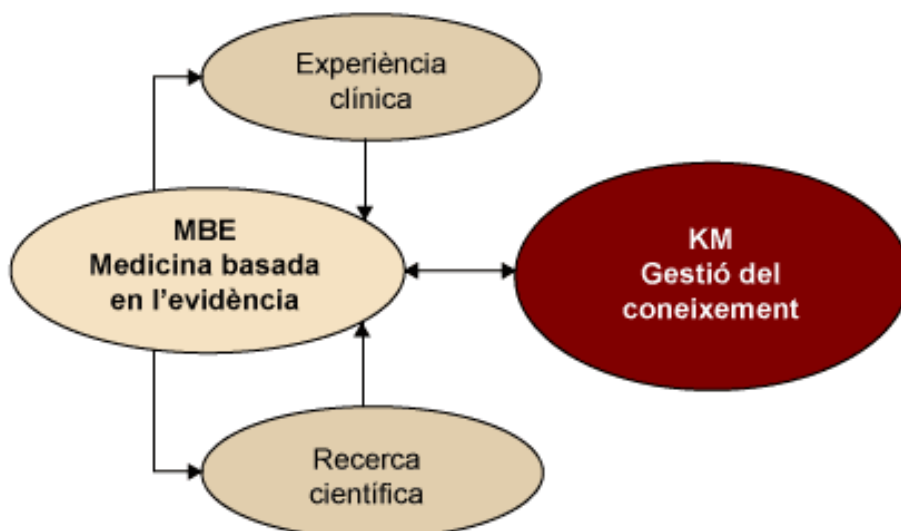 Experiència
clínica
MBE
Medicina basada
en l'evidència
KM
Gestió del
coneixement
Recerca
científica